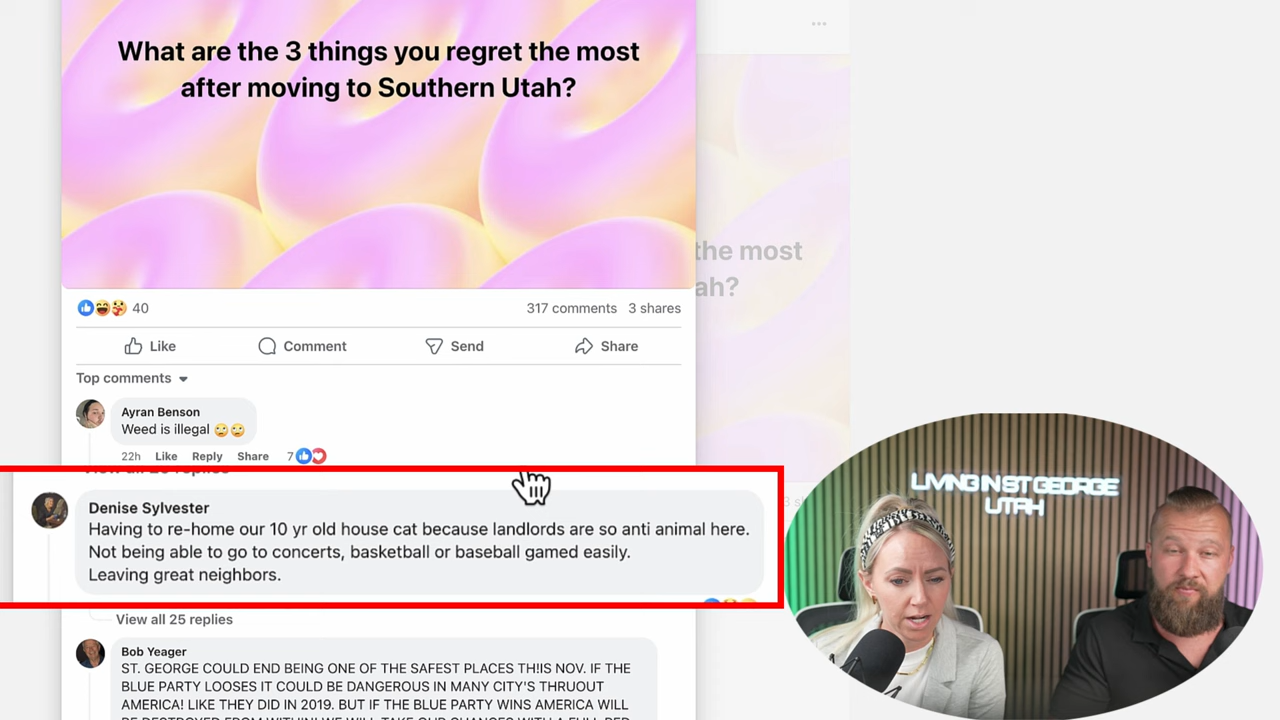 What are the 3 things you regret the most
after moving to Southern Utah?
the most
ah?
40
317 comments 3 shares
Like Comment Send Share
Top comments
Ayran Benson
Weed is illegal 🙄🙄
22h Like Reply Share 7
Denise Sylvester
Having to re-home our 10 yr old house cat because landlords are so anti animal here.
Not being able to go to concerts, basketball or baseball gamed easily.
Leaving great neighbors.
View all 25 replies
Bob Yeager
ST. GEORGE COULD END BEING ONE OF THE SAFEST PLACES TH!IS NOV. IF THE
BLUE PARTY LOOSES IT COULD BE DANGEROUS IN MANY CITY'S THRUOUT
AMERICA! LIKE THEY DID IN 2019. BUT IF THE BLUE PARTY WINS AMERICA WILL
LIVING IN ST GEORGE
UTAH